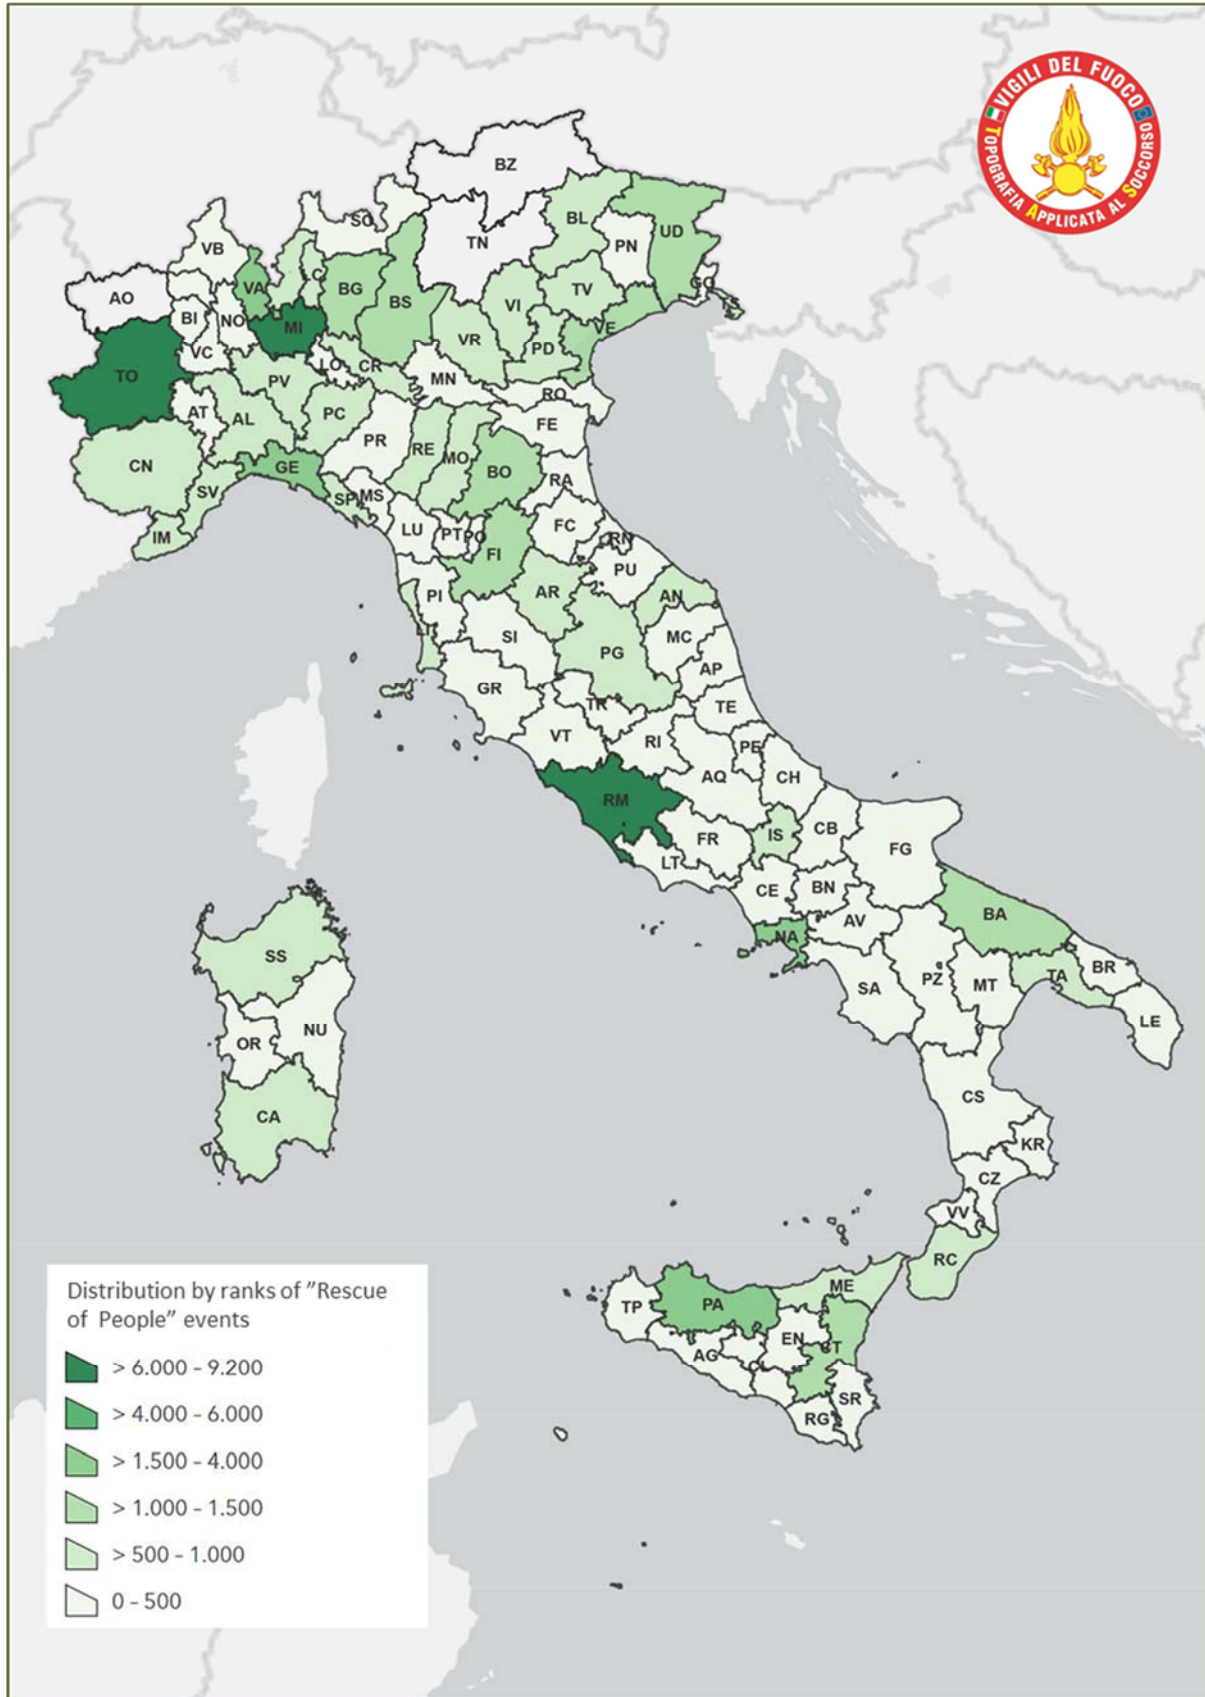 VIGILI DEL FUOCO
TOPOGRAFIA APPLICATA AL SOCCORSO
BZ
SO
BL
VB
TN
PN
UD
LC
GO
AO
VA
BG
BS
VI
TV
TS
BI
NO
MI
VE
VC
VR
PD
TO
LO
CR
MN
PV
RO
AT
AL
PC
FE
PR
RE
MO
CN
GE
BO
RA
SV
SP
MS
LU
PT
PO
FC
RN
IM
FI
PU
PI
AR
AN
LI
SI
MC
PG
AP
GR
TR
TE
VT
RI
PE
AQ
CH
RM
IS
CB
FR
FG
LT
CE
BN
BA
AV
NA
SS
PZ
MT
TA
BR
SA
LE
NU
OR
CS
CA
KR
CZ
VV
RC
ME
TP
PA
EN
CT
AG
CL
SR
RG
Distribution by ranks of "Rescue
of People" events
> 6.000 – 9.200
> 4.000 – 6.000
> 1.500 – 4.000
> 1.000 – 1.500
> 500 – 1.000
0 – 500